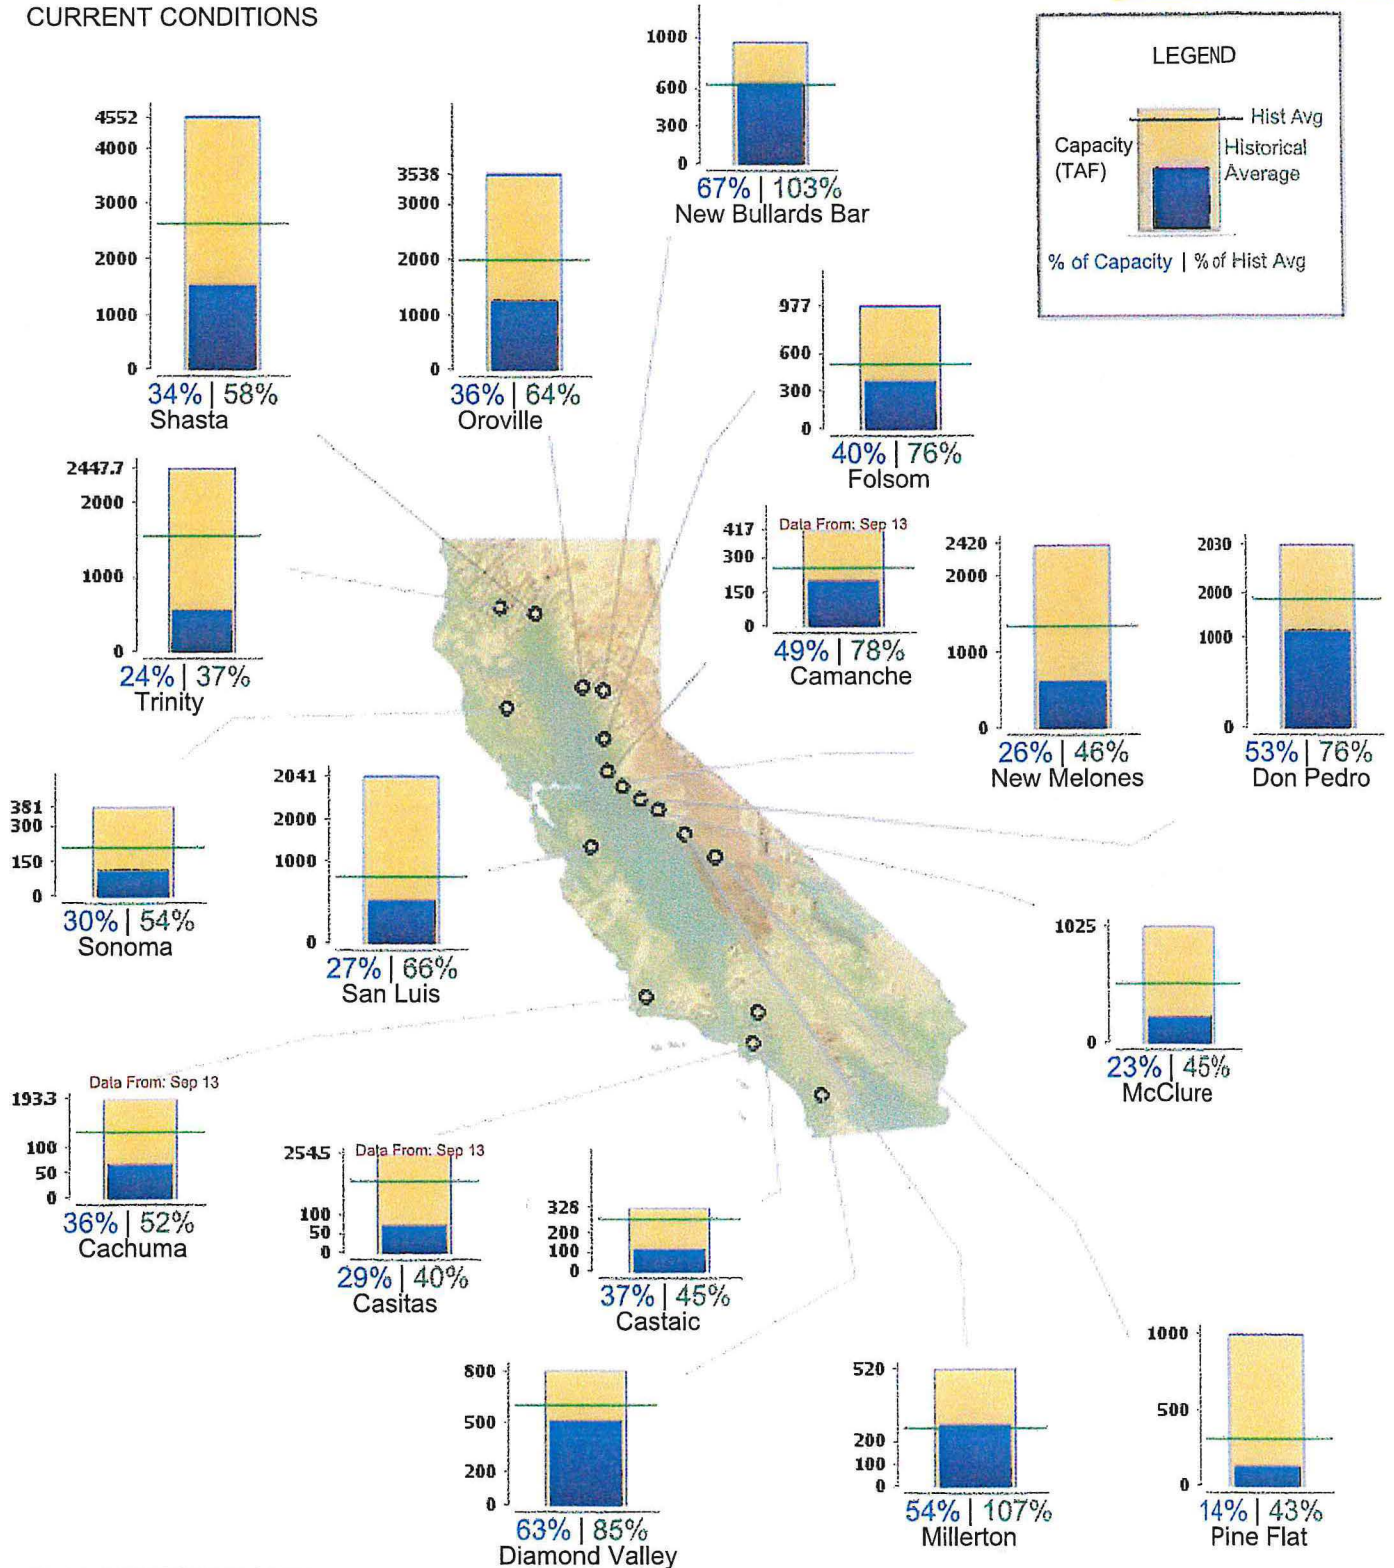 CURRENT CONDITIONS
1000
600
300
0
67% | 103%
New Bullards Bar
LEGEND
Hist Avg
Capacity
(TAF)
Historical
Average
% of Capacity | % of Hist Avg
4552
4000
3000
2000
1000
0
34% | 58%
Shasta
3538
3000
2000
1000
0
36% | 64%
Oroville
977
600
300
0
40% | 76%
Folsom
2447.7
2000
1000
0
24% | 37%
Trinity
Data From: Sep 13
417
300
150
0
49% | 78%
Camanche
2420
2000
1000
0
26% | 46%
New Melones
2030
2000
1000
0
53% | 76%
Don Pedro
381
300
150
0
30% | 54%
Sonoma
2041
2000
1000
0
27% | 66%
San Luis
1025
0
23% | 45%
McClure
Data From: Sep 13
193.3
100
50
0
36% | 52%
Cachuma
Data From: Sep 13
254.5
100
50
0
29% | 40%
Casitas
328
200
100
0
37% | 45%
Castaic
800
500
200
0
63% | 85%
Diamond Valley
520
200
100
0
54% | 107%
Millerton
1000
500
0
14% | 43%
Pine Flat